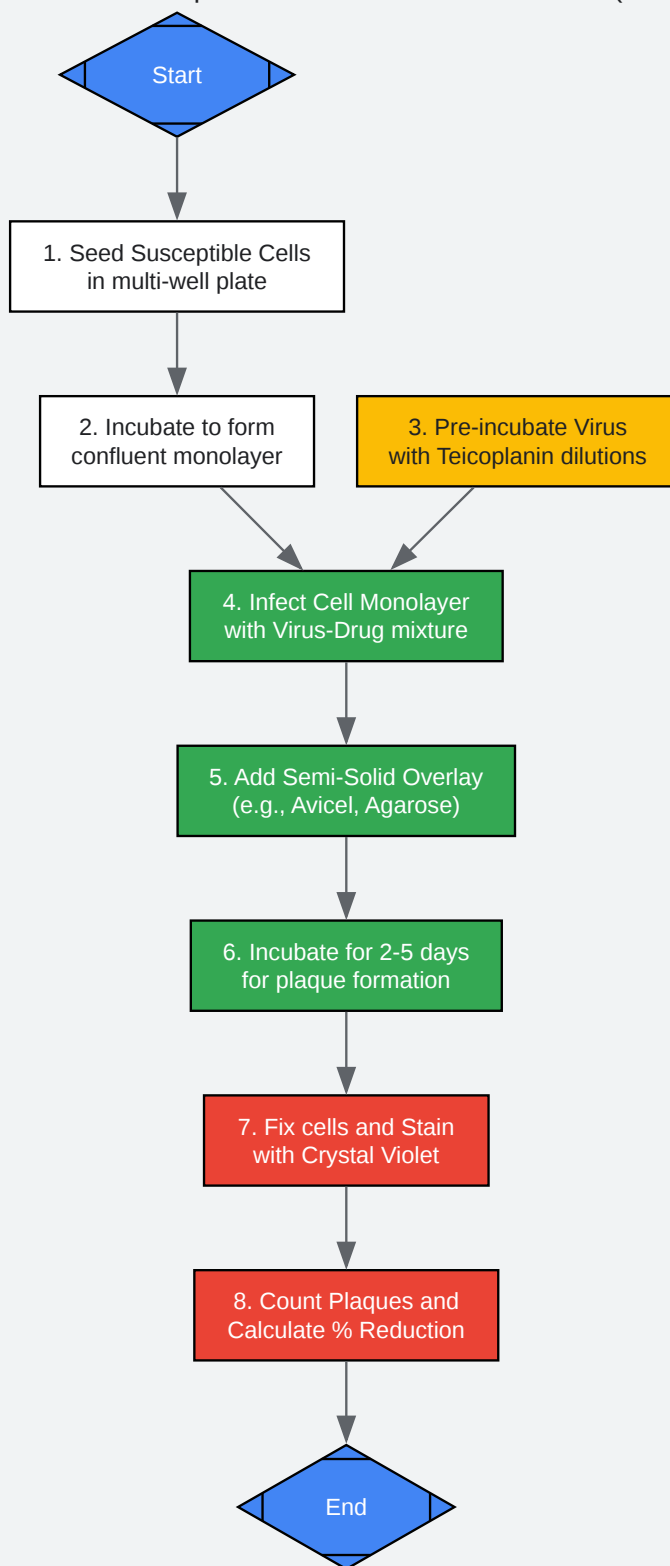 Start
1. Seed Susceptible Cells
in multi-well plate
2. Incubate to form
confluent monolayer
3. Pre-incubate Virus
with Teicoplanin dilutions
4. Infect Cell Monolayer
with Virus-Drug mixture
5. Add Semi-Solid Overlay
(e.g., Avicel, Agarose)
6. Incubate for 2-5 days
for plaque formation
7. Fix cells and Stain
with Crystal Violet
8. Count Plaques and
Calculate % Reduction
End